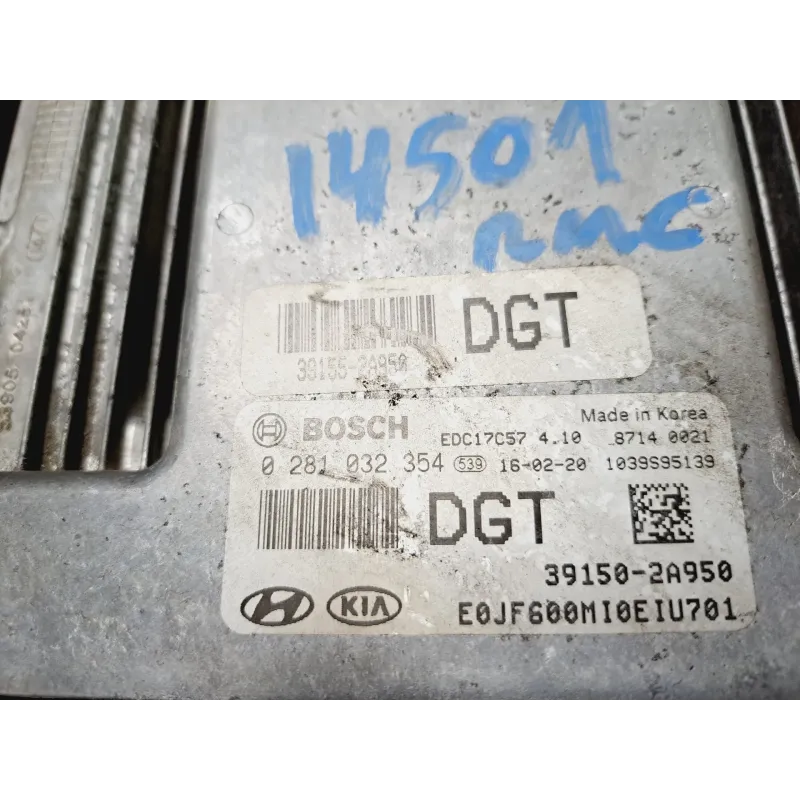 14501
DGT
39155-2A950
BOSCH
EDC17C57 4.10 8714 0021
Made in Korea
0 281 032 354 539 16-02-20 1039S95139
DGT
39150-2A950
KIA
E0JF600MI0EIU701